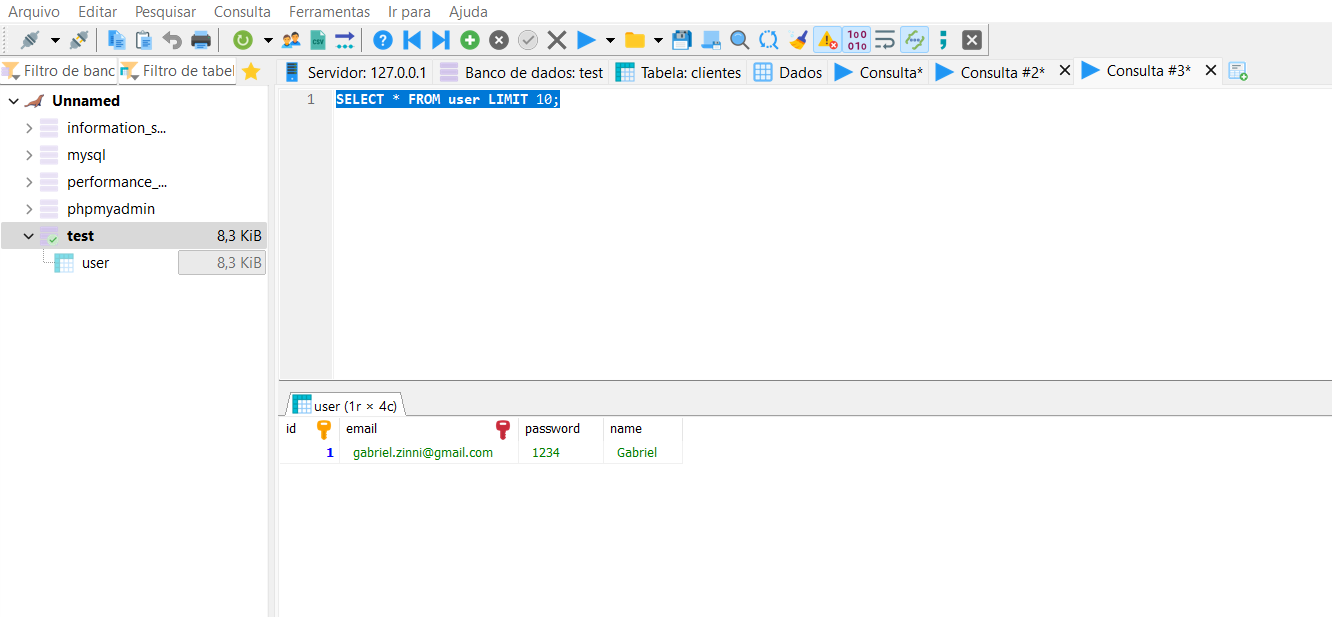 Arquivo Editar Pesquisar Consulta Ferramentas Ir para Ajuda
Filtro de banc Filtro de tabel
Servidor: 127.0.0.1 Banco de dados: test Tabela: clientes Dados Consulta* Consulta #2* Consulta #3*
Unnamed
information_s...
mysql
performance_...
phpmyadmin
test 8,3 KiB
user 8,3 KiB
1 SELECT * FROM user LIMIT 10;
user (1r × 4c)
id email password name
1 gabriel.zinni@gmail.com 1234 Gabriel